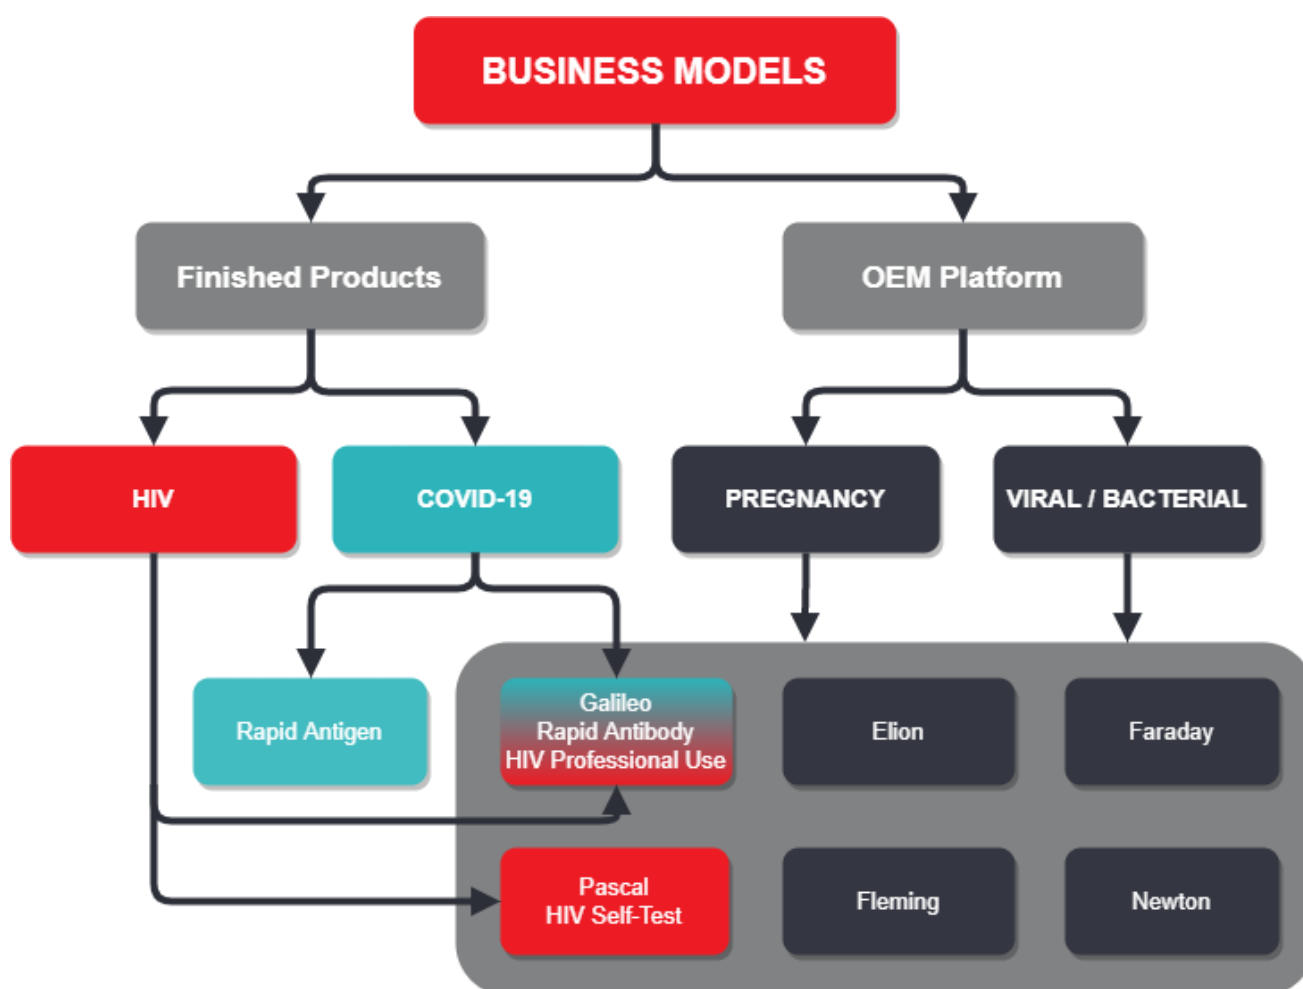 BUSINESS MODELS
Finished Products
OEM Platform
HIV
COVID-19
PREGNANCY
VIRAL / BACTERIAL
Rapid Antigen
Galileo
Rapid Antibody
HIV Professional Use
Elion
Faraday
Pascal
HIV Self-Test
Fleming
Newton